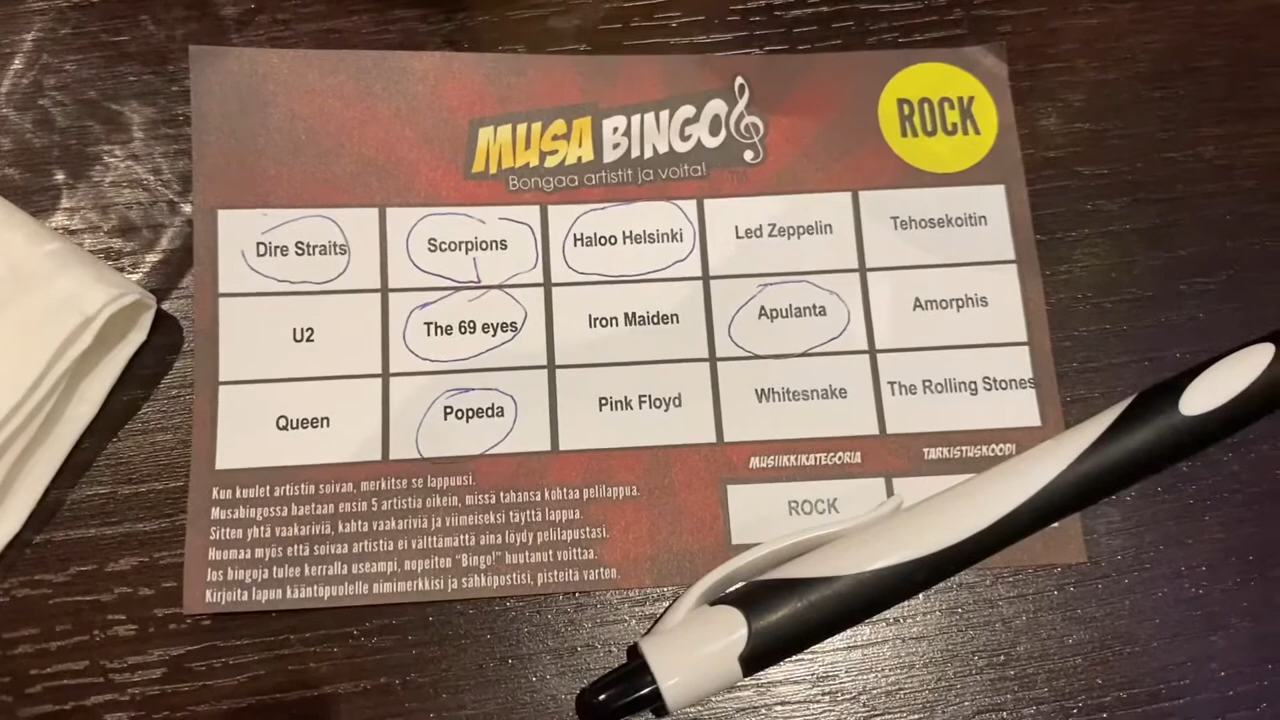 MUSA BINGO
Bongaa artistit ja voita!
ROCK
Dire Straits Scorpions Haloo Helsinki Led Zeppelin Tehosekoitin
U2 The 69 eyes Iron Maiden Apulanta Amorphis
Queen Popeda Pink Floyd Whitesnake The Rolling Stones
MUSIIKKIKATEGORIA TARKISTUSKOODI
ROCK
Kun kuulet artistin soivan, merkitse se lappuusi.
Musabingossa haetaan ensin 5 artistia oikein, missä tahansa kohtaa pelilappua.
Sitten yhtä vaakariviä, kahta vaakariviä ja viimeiseksi täyttä lappua.
Huomaa myös että soivaa artistia ei välttämättä aina löydy pelilapustasi.
Jos bingoja tulee kerralla useampi, nopeiten "Bingo!" huutanut voittaa.
Kirjoita lapun kääntöpuolelle nimimerkkisi ja sähköpostisi, pisteitä varten.